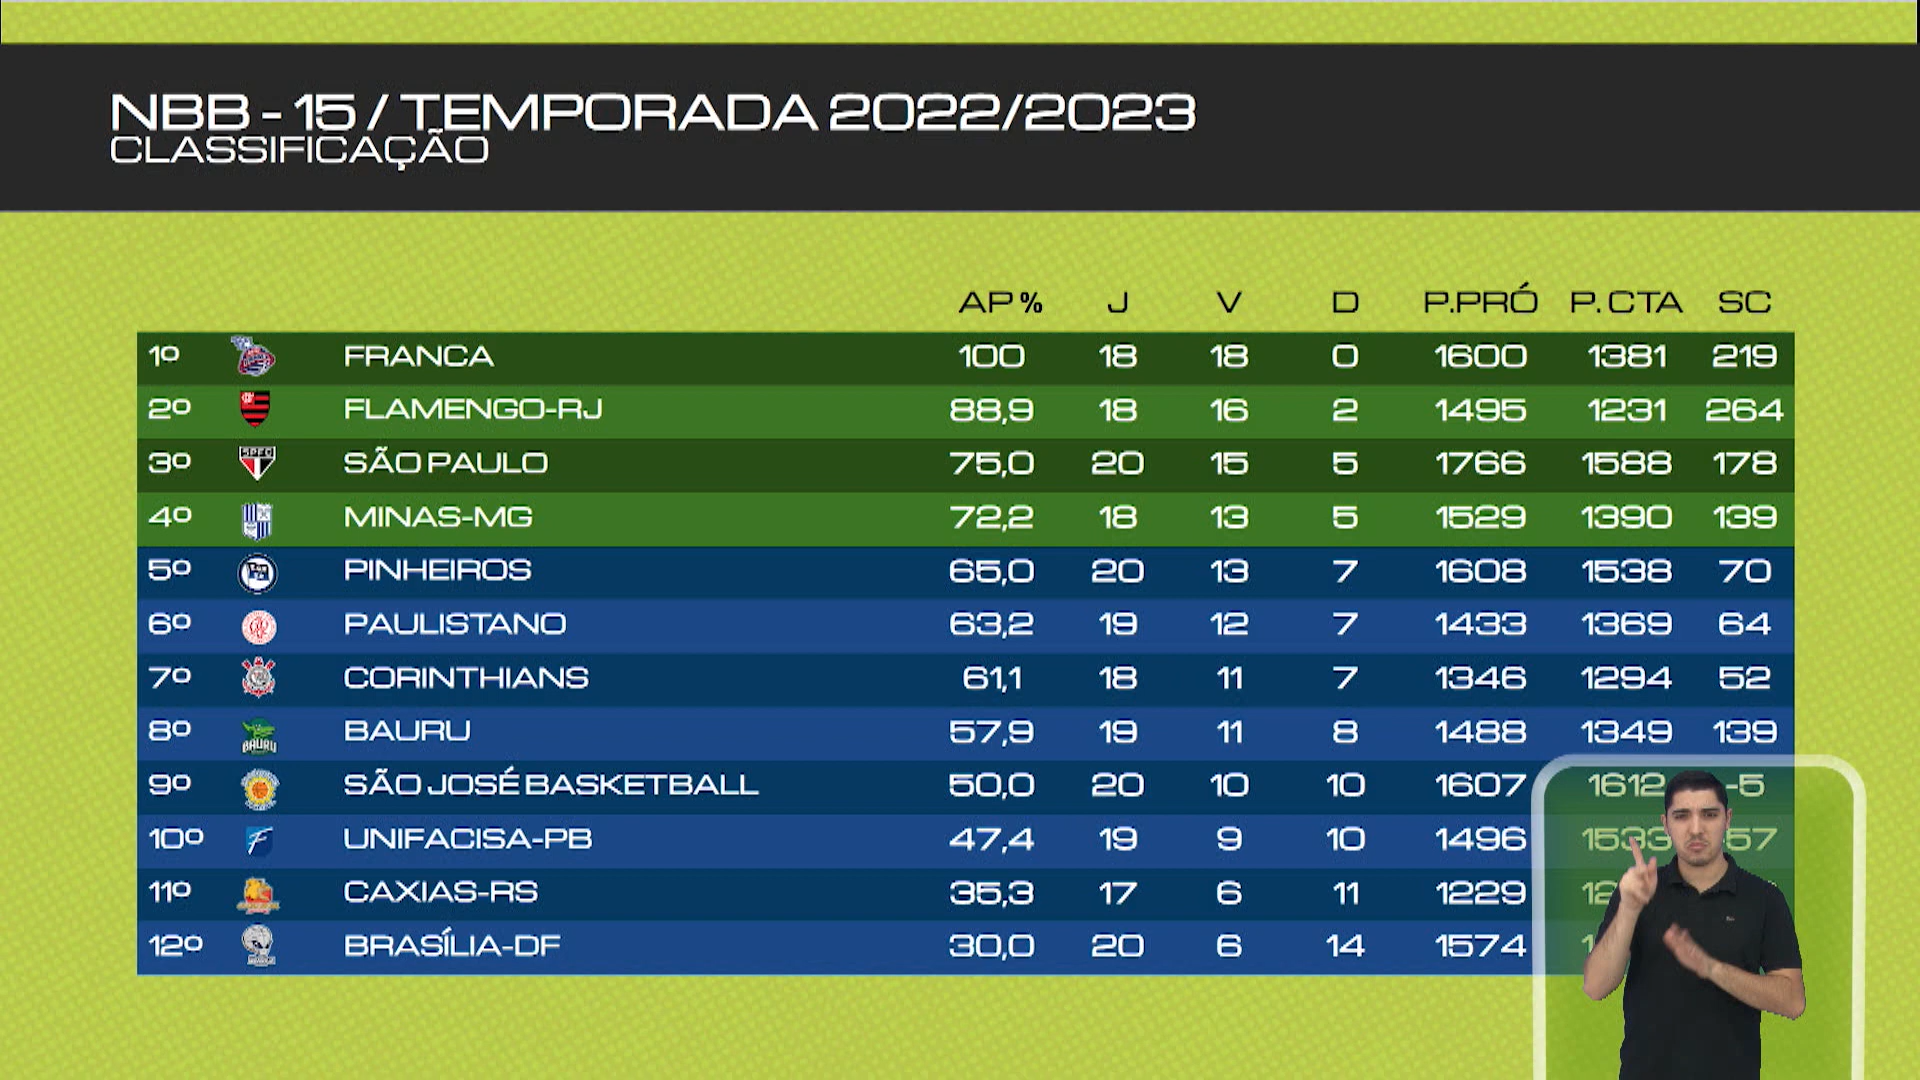 NBB - 15 / TEMPORADA 2022/2023
CLASSIFICAÇÃO
AP % J V D P.PRÓ P. CTA SC
1º FRANCA 100 18 18 0 1600 1381 219
2º FLAMENGO-RJ 88,9 18 16 2 1495 1231 264
3º SPFC SÃO PAULO 75,0 20 15 5 1766 1588 178
4º MINAS-MG 72,2 18 13 5 1529 1390 139
5º PINHEIROS 65,0 20 13 7 1608 1538 70
6º PAULISTANO 63,2 19 12 7 1433 1369 64
7º CORINTHIANS 61,1 18 11 7 1346 1294 52
8º BAURU BAURU 57,9 19 11 8 1488 1349 139
9º SÃO JOSÉ BASKETBALL 50,0 20 10 10 1607 1612 -5
10º UNIFACISA-PB 47,4 19 9 10 1496 1533
11º CAXIAS-RS 35,3 17 6 11 1229
12º BRASÍLIA-DF 30,0 20 6 14 1574